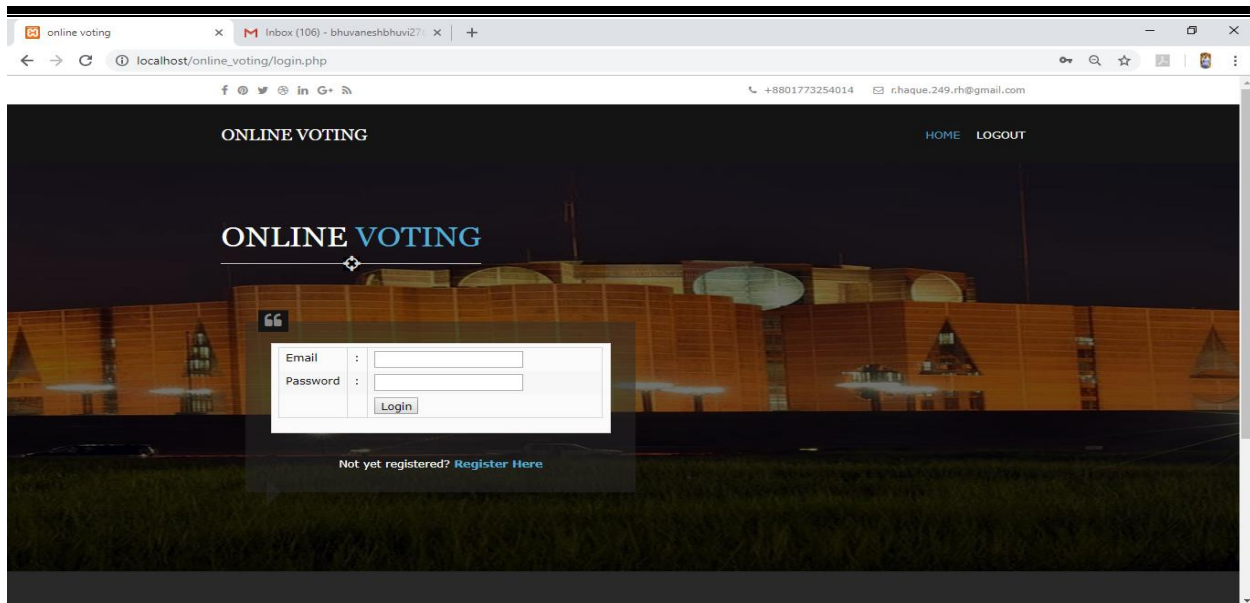 online voting
Inbox (106) - bhuvaneshbhuvi27
localhost/online_voting/login.php
+8801773254014 r.haque.249.rh@gmail.com
ONLINE VOTING HOME LOGOUT
ONLINE VOTING
Email :
Password :
Login
Not yet registered? Register Here